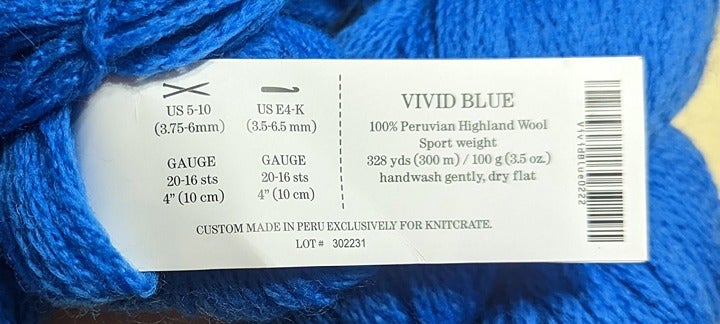 US 5-10
(3.75-6mm)
GAUGE
20-16 sts
4” (10 cm)
US E4-K
(3.5-6.5 mm)
GAUGE
20-16 sts
4” (10 cm)
VIVID BLUE
100% Peruvian Highland Wool
Sport weight
328 yds (300 m) / 100 g (3.5 oz.)
handwash gently, dry flat
CUSTOM MADE IN PERU EXCLUSIVELY FOR KNITCRATE.
LOT # 302231
VividBlue0222